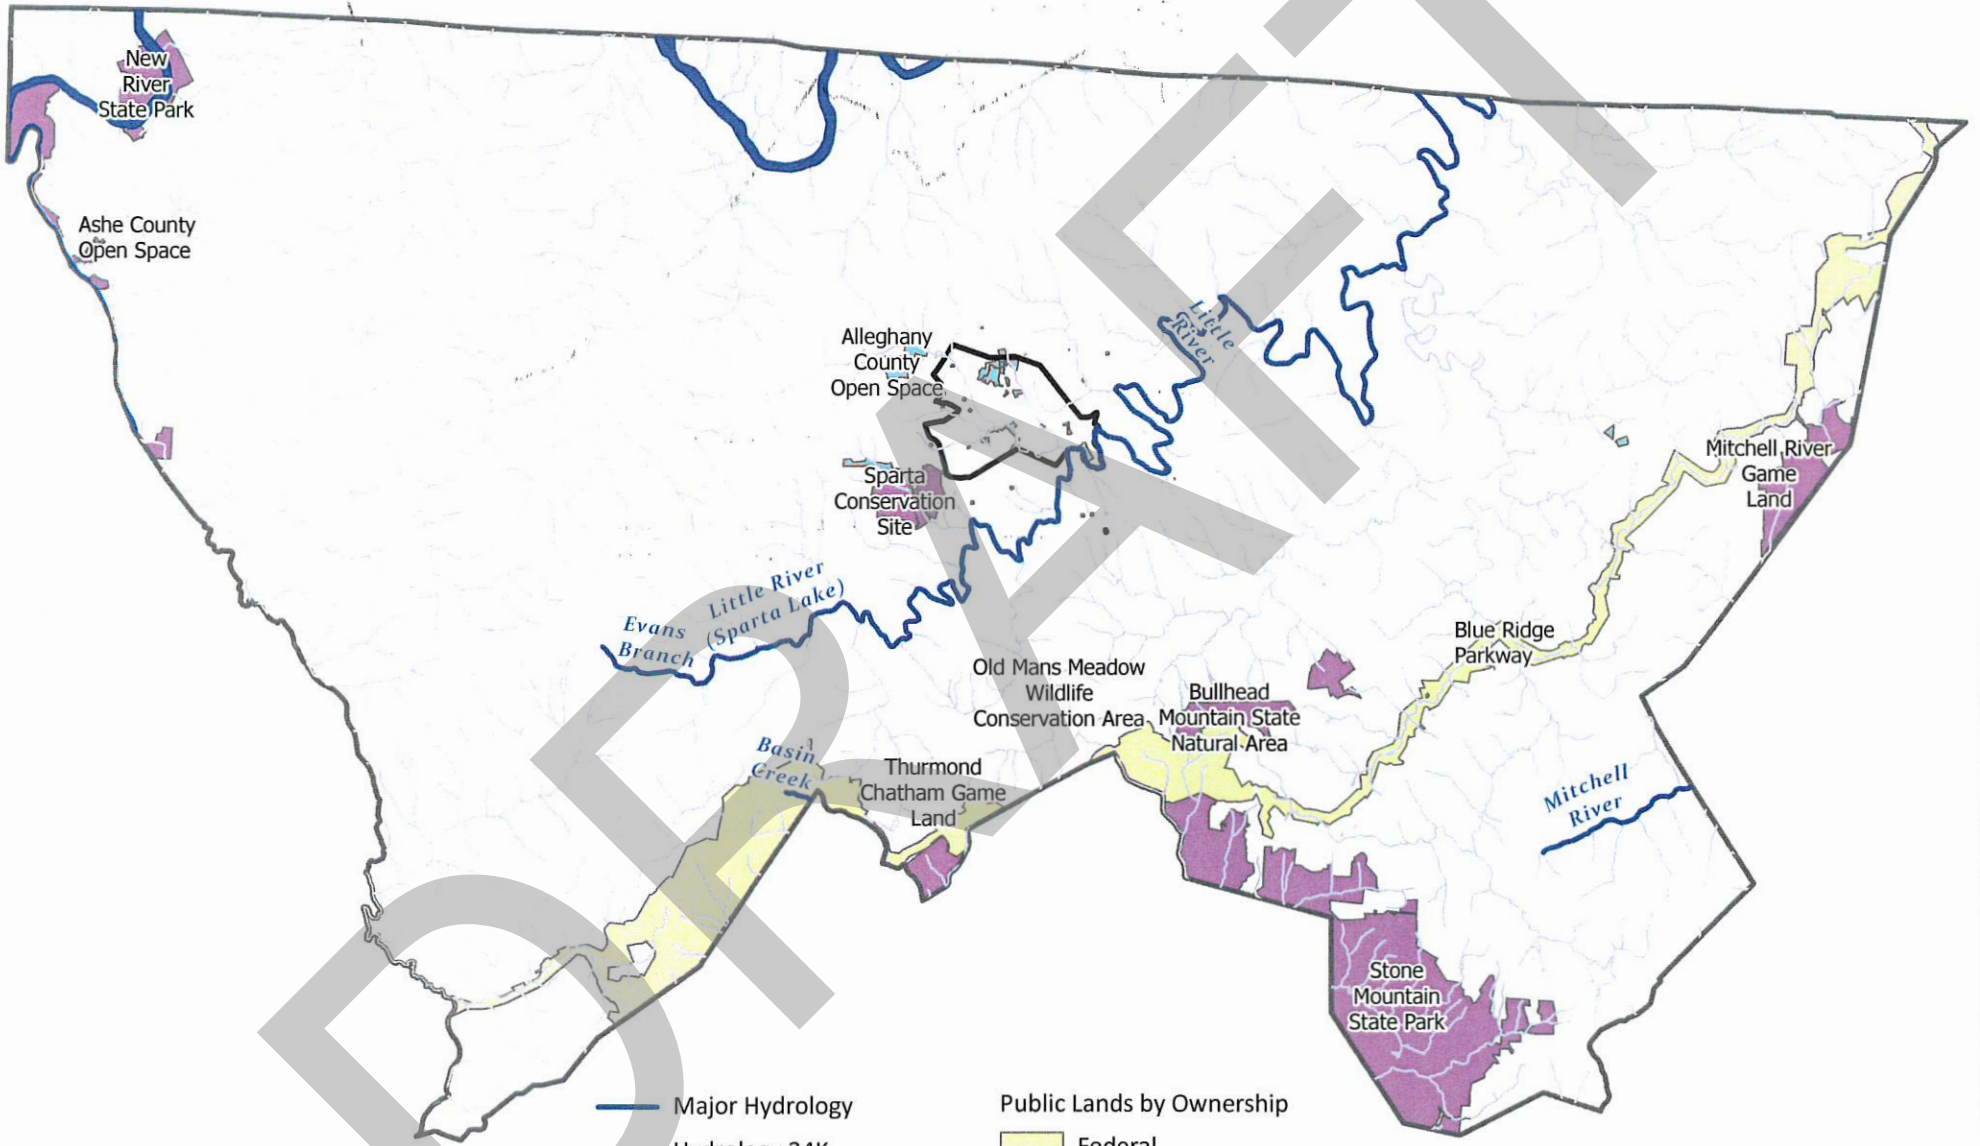 New
River
State Park
Ashe County
Open Space
Alleghany
County
Open Space
Little
River
Sparta
Conservation
Site
Mitchell River
Game
Land
Evans
Branch
Little River
(Sparta Lake)
Blue Ridge
Parkway
Old Mans Meadow
Wildlife
Conservation Area
Bullhead
Mountain State
Natural Area
Basin
Creek
Thurmond
Chatham Game
Land
Mitchell
River
Stone
Mountain
State Park
DRAFT
Major Hydrology
Hydrology 24K
Public Lands by Ownership
Federal